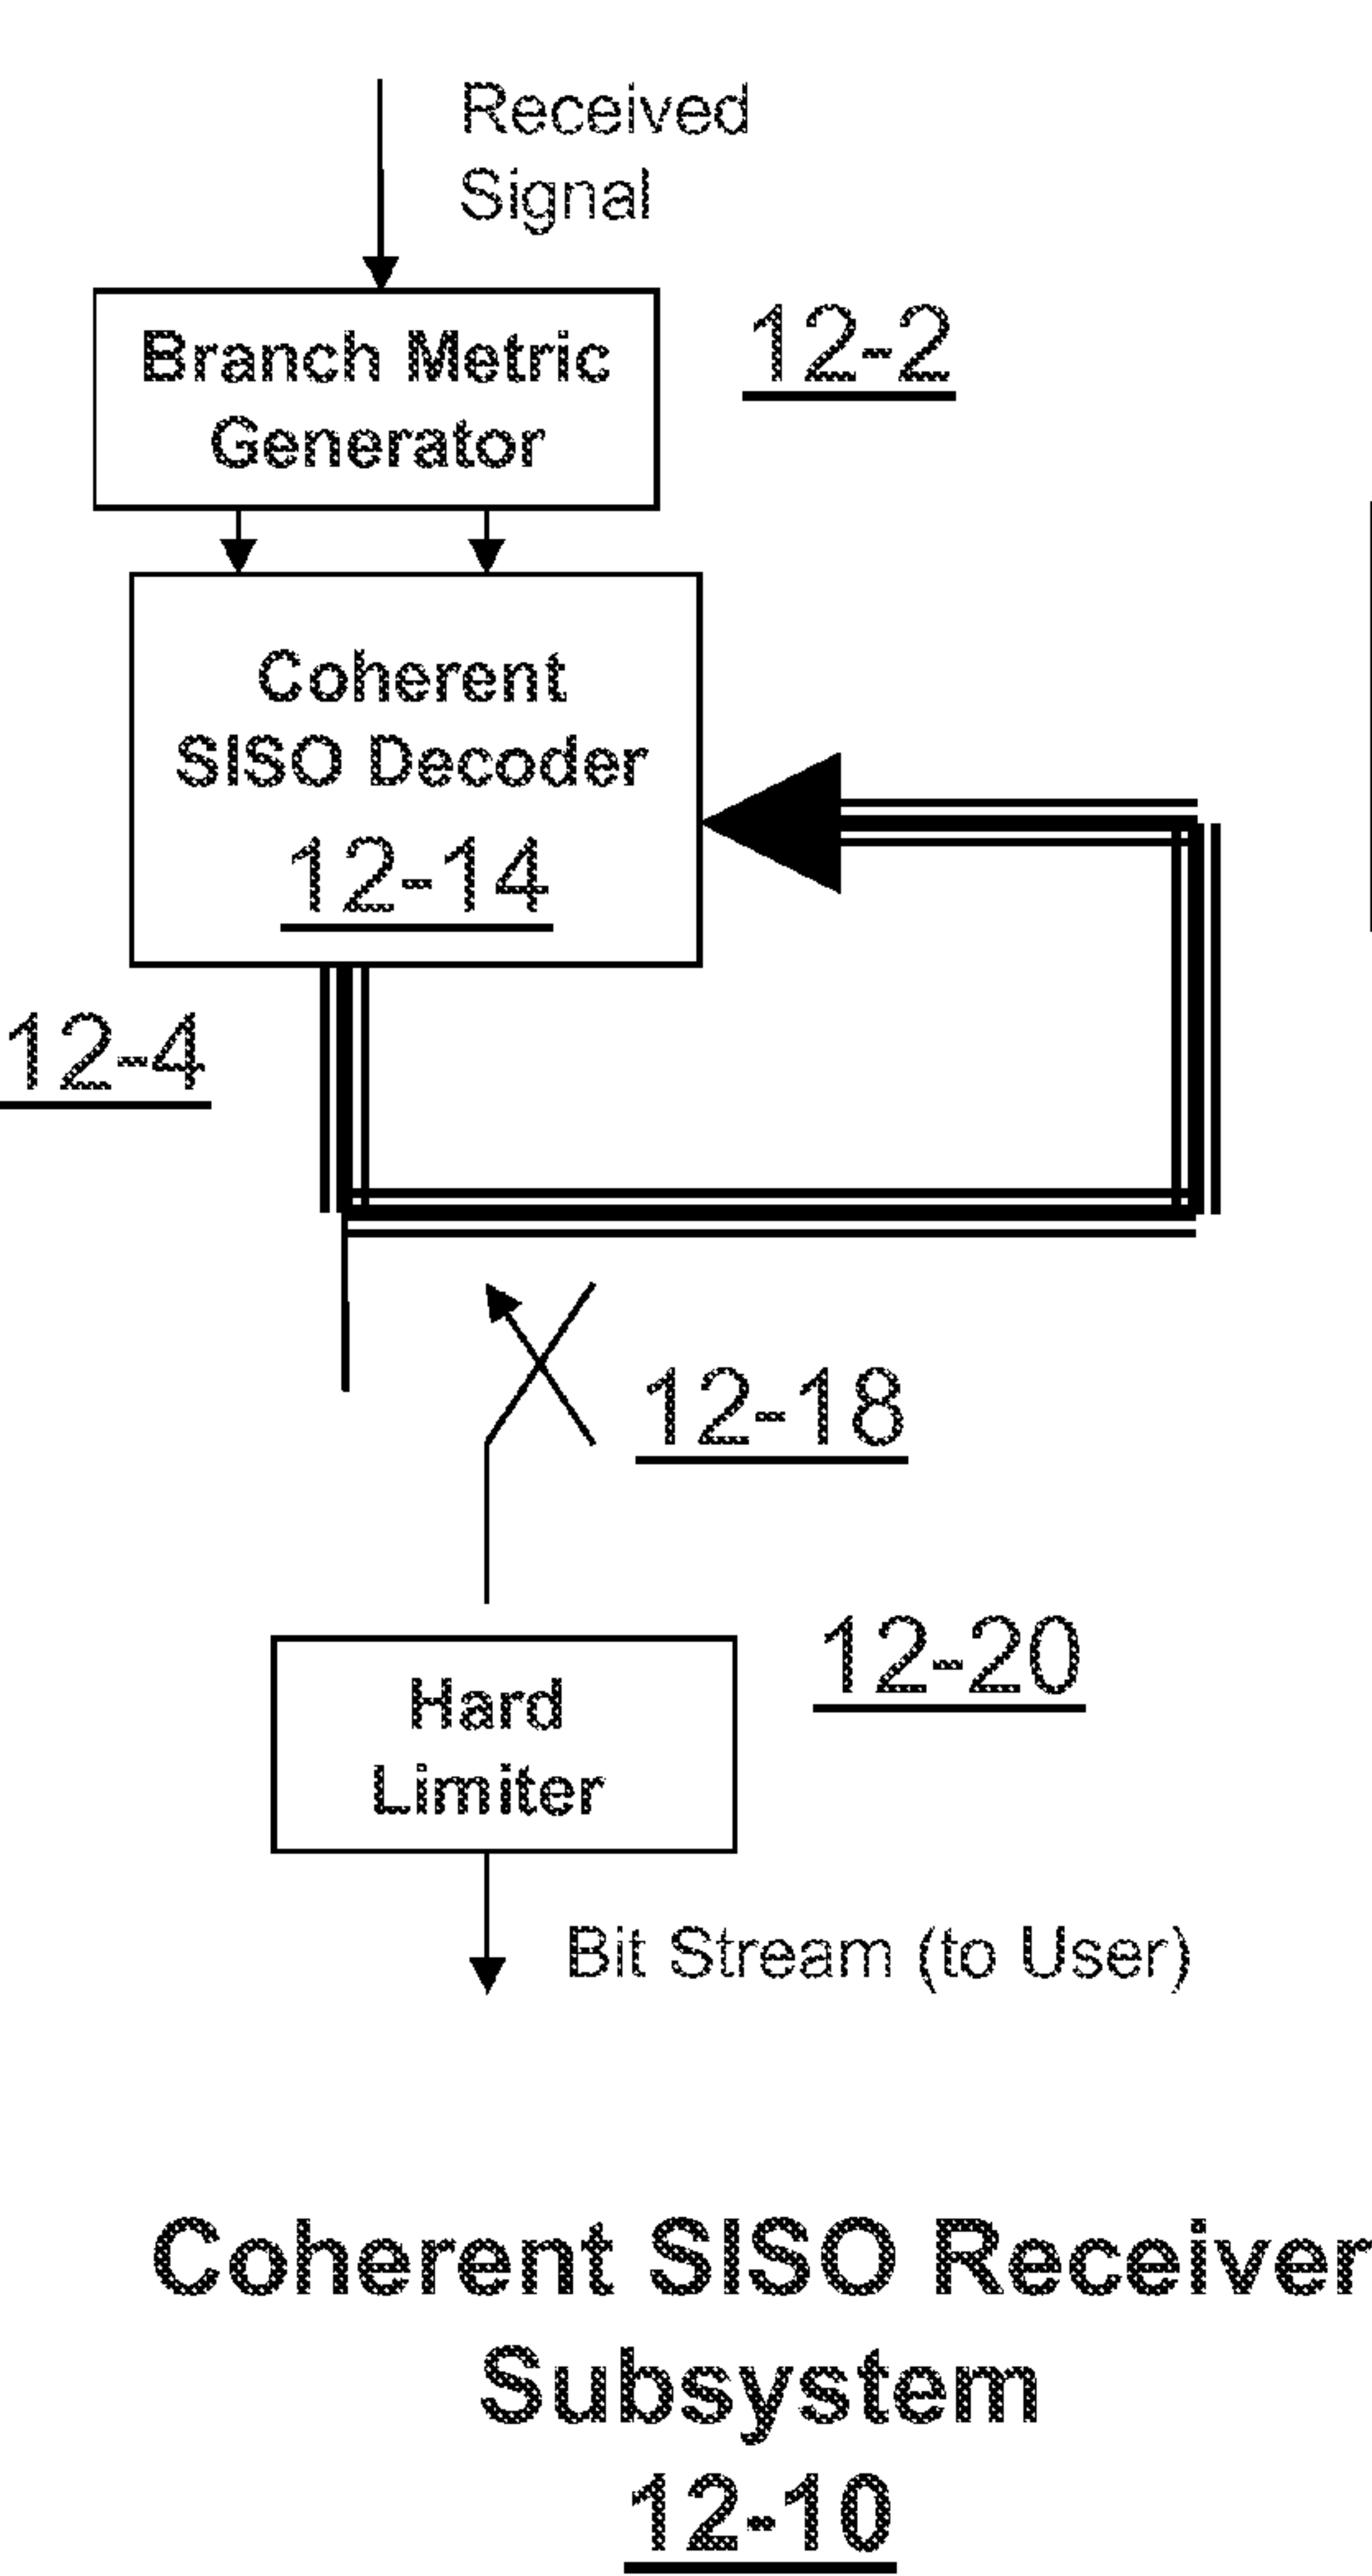 Received
Signal
Branch Metric
Generator
12-2
Coherent
SISO Decoder
12-14
12-4
12-18
12-20
Hard
Limiter
Bit Stream (to User)
Coherent SISO Receiver
Subsystem
12-10